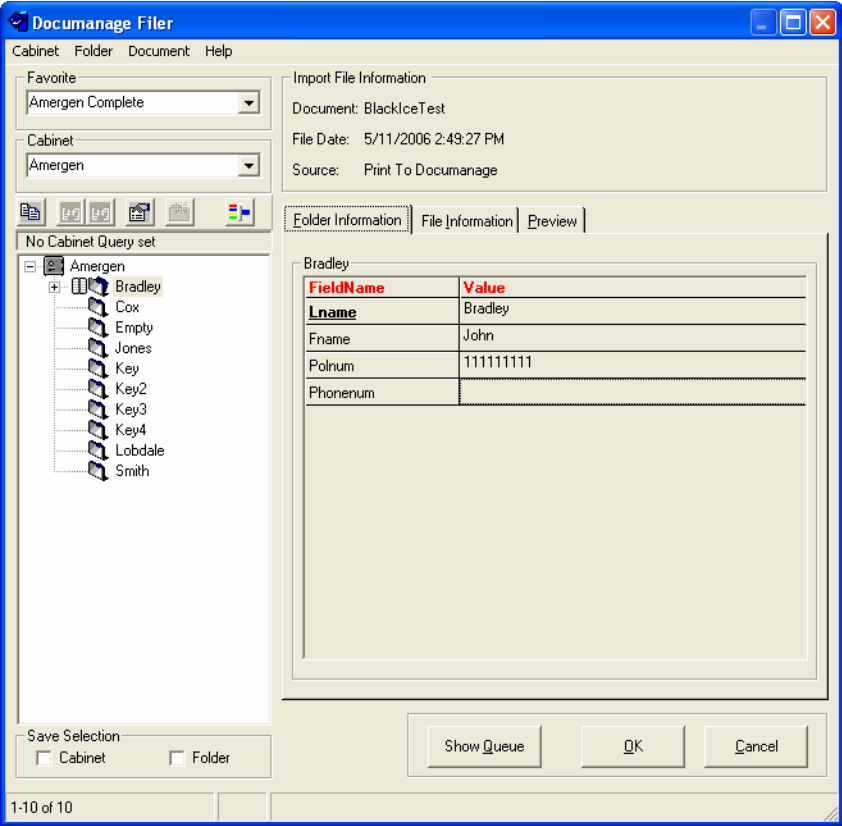 Documanage Filer
Cabinet Folder Document Help
Favorite
Amergen Complete
Cabinet
Amergen
No Cabinet Query set
Amergen
Bradley
Cox
Empty
Jones
Key
Key2
Key3
Key4
Lobdale
Smith
Save Selection
Cabinet Folder
1-10 of 10
Import File Information
Document: BlackIceTest
File Date: 5/11/2006 2:49:27 PM
Source: Print To Documanage
Folder Information File Information Preview
Bradley
FieldName Value
Lname Bradley
Fname John
Polnum 111111111
Phonenum
Show Queue OK Cancel